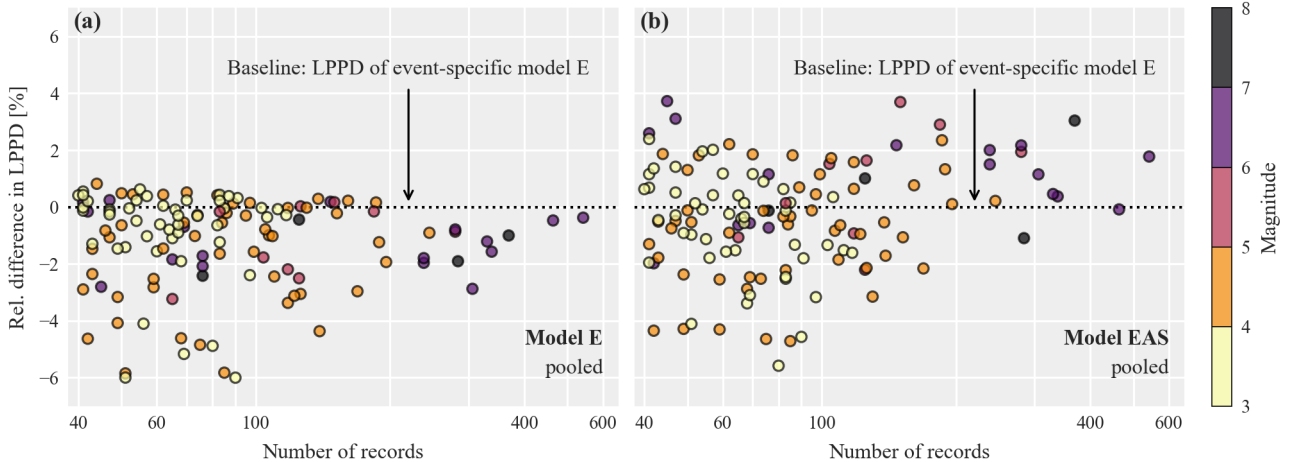 (a)
Baseline: LPPD of event-specific model E
Model E
pooled
6
4
2
0
−2
−4
−6
Rel. difference in LPPD [%]
40
60
100
200
400
600
Number of records
(b)
Baseline: LPPD of event-specific model E
Model EAS
pooled
40
60
100
200
400
600
Number of records
8
7
6
5
4
3
Magnitude